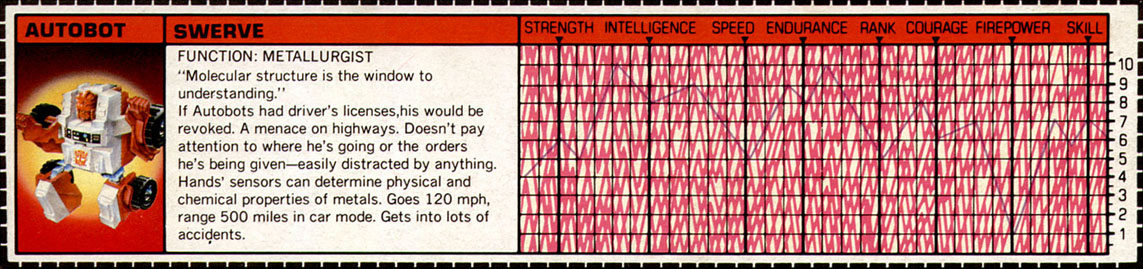 AUTOBOT
SWERVE
FUNCTION: METALLURGIST
"Molecular structure is the window to
understanding."
If Autobots had driver's licenses,his would be
revoked. A menace on highways. Doesn't pay
attention to where he's going or the orders
he's being given—easily distracted by anything.
Hands' sensors can determine physical and
chemical properties of metals. Goes 120 mph,
range 500 miles in car mode. Gets into lots of
accidents.
STRENGTH INTELLIGENCE SPEED ENDURANCE RANK COURAGE FIREPOWER SKILL
10
9
8
7
6
5
4
3
2
1